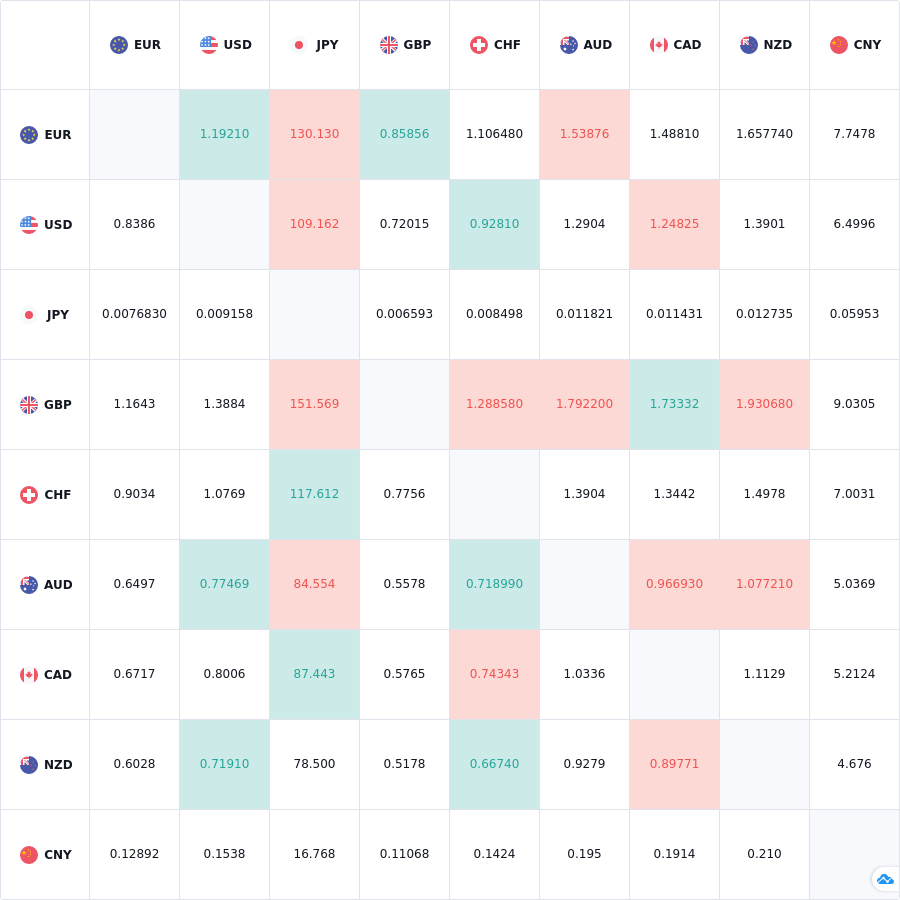 EUR USD JPY GBP CHF AUD CAD NZD CNY
EUR 1.19210 130.130 0.85856 1.106480 1.53876 1.48810 1.657740 7.7478
USD 0.8386 109.162 0.72015 0.92810 1.2904 1.24825 1.3901 6.4996
JPY 0.0076830 0.009158 0.006593 0.008498 0.011821 0.011431 0.012735 0.05953
GBP 1.1643 1.3884 151.569 1.288580 1.792200 1.73332 1.930680 9.0305
CHF 0.9034 1.0769 117.612 0.7756 1.3904 1.3442 1.4978 7.0031
AUD 0.6497 0.77469 84.554 0.5578 0.718990 0.966930 1.077210 5.0369
CAD 0.6717 0.8006 87.443 0.5765 0.74343 1.0336 1.1129 5.2124
NZD 0.6028 0.71910 78.500 0.5178 0.66740 0.9279 0.89771 4.676
CNY 0.12892 0.1538 16.768 0.11068 0.1424 0.195 0.1914 0.210